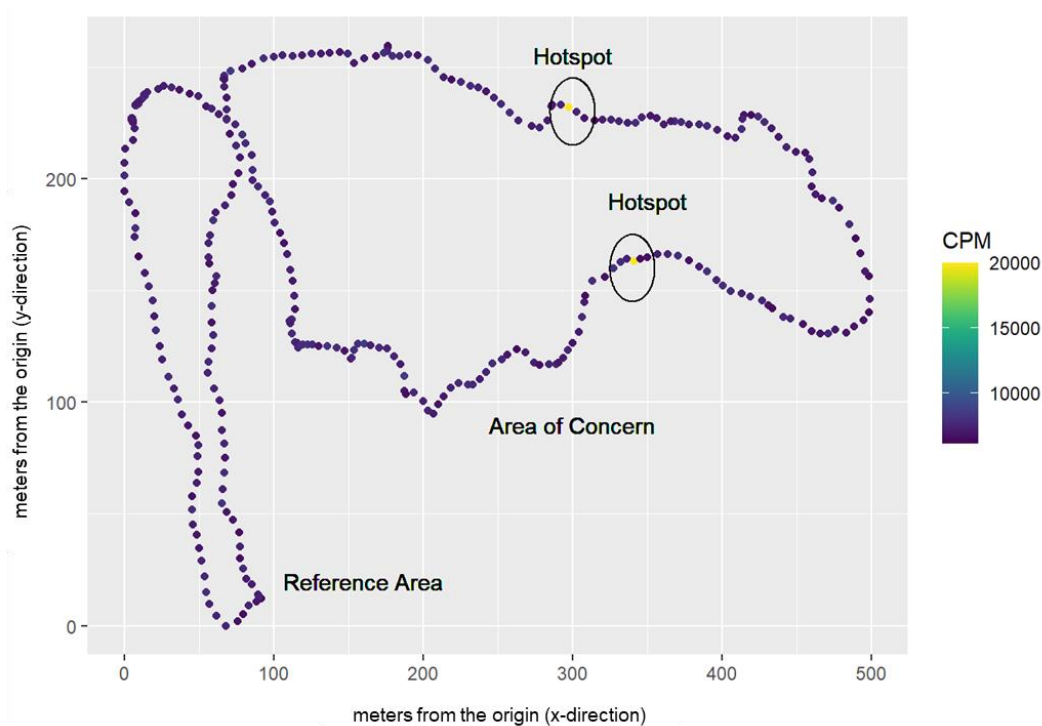 Hotspot
Hotspot
Area of Concern
Reference Area
CPM
20000
15000
10000
200
100
0
0
100
200
300
400
500
meters from the origin (y-direction)
meters from the origin (x-direction)